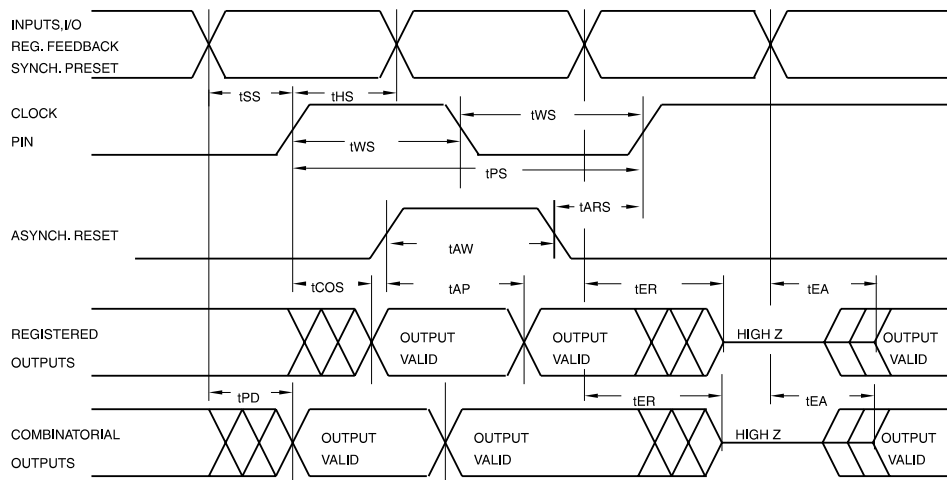 INPUTS,I/O
REG. FEEDBACK
SYNCH. PRESET
tSS
tHS
CLOCK
PIN
tWS
tWS
tPS
tARS
ASYNCH. RESET
tAW
tCOS
tAP
tER
tEA
REGISTERED
OUTPUTS
OUTPUT
VALID
OUTPUT
VALID
HIGH Z
OUTPUT
VALID
tPD
tER
tEA
COMBINATORIAL
OUTPUTS
OUTPUT
VALID
OUTPUT
VALID
HIGH Z
OUTPUT
VALID